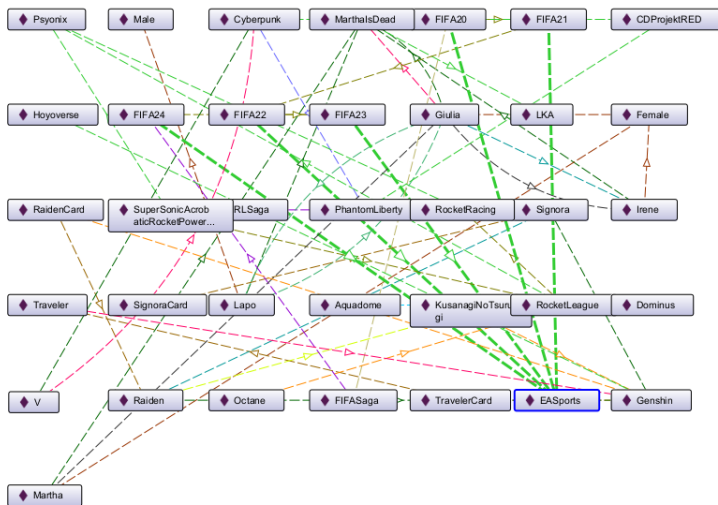 Psyonix
Male
Cyberpunk
MarthaIsDead
FIFA20
FIFA21
CDProjektRED
Hoyoverse
FIFA24
FIFA22
FIFA23
Giulia
LKA
Female
RaidenCard
SuperSonicAcrob
aticRocketPower...
RLSaga
PhantomLiberty
RocketRacing
Signora
Irene
Traveler
SignoraCard
Lapo
Aquadome
KusanagiNoTsuru
gi
RocketLeague
Dominus
V
Raiden
Octane
FIFASaga
TravelerCard
EASports
Genshin
Martha